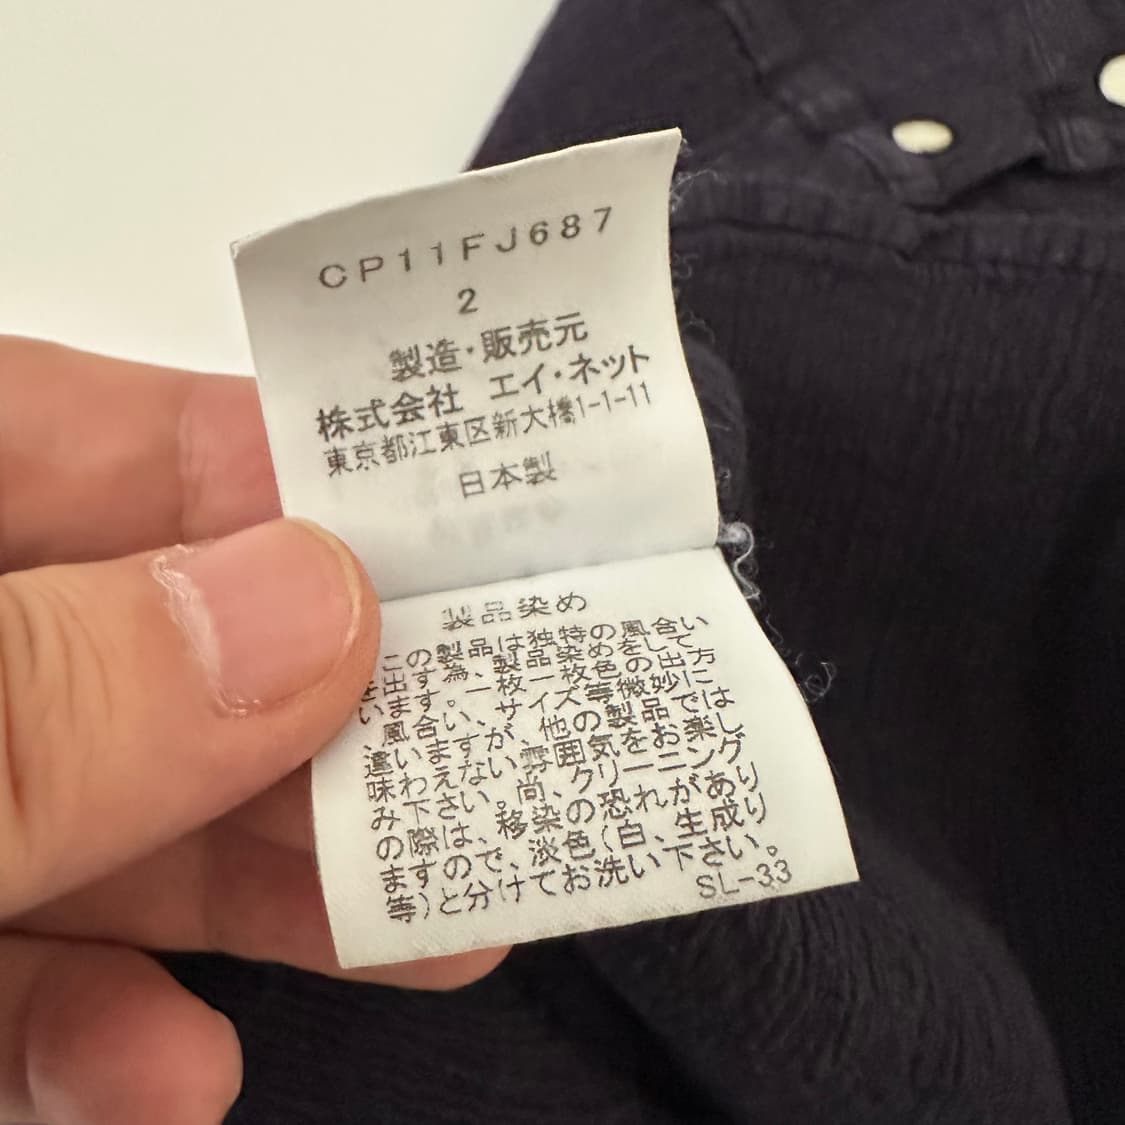 CP11FJ687
2
製造・販売元
株式会社 エイ・ネット
東京都江東区新大橋1-1-11
日本製
製品染め
この製品は独特の風合い
を出す為、製品染めをして
います。一枚一枚色の出方
、風合い、サイズ等の微妙に
違いますが、他の製品では
味わえない雰囲気をお楽し
み下さい。尚、クリーニング
の際は、移染の恐れがあり
ますので、淡色(白、生成り
等)と分けてお洗い下さい。
SL-33